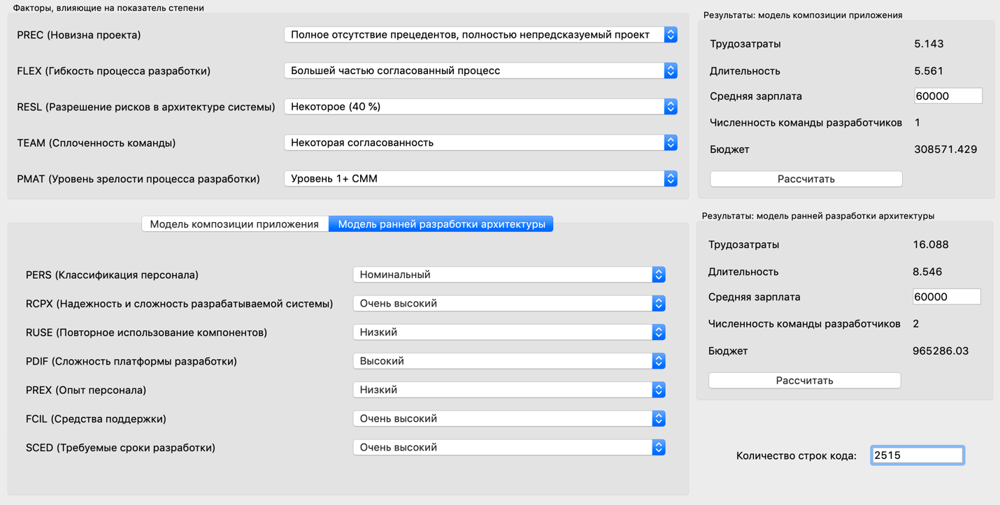 Факторы, влияющие на показатель степени
PREC (Новизна проекта) Полное отсутствие прецедентов, полностью непредсказуемый проект
FLEX (Гибкость процесса разработки) Большей частью согласованный процесс
RESL (Разрешение рисков в архитектуре системы) Некоторое (40 %)
TEAM (Сплоченность команды) Некоторая согласованность
PMAT (Уровень зрелости процесса разработки) Уровень 1+ СММ
Модель композиции приложения Модель ранней разработки архитектуры
PERS (Классификация персонала) Номинальный
RCPX (Надежность и сложность разрабатываемой системы) Очень высокий
RUSE (Повторное использование компонентов) Низкий
PDIF (Сложность платформы разработки) Высокий
PREX (Опыт персонала) Низкий
FCIL (Средства поддержки) Очень высокий
SCED (Требуемые сроки разработки) Очень высокий
Результаты: модель композиции приложения
Трудозатраты 5.143
Длительность 5.561
Средняя зарплата 60000
Численность команды разработчиков 1
Бюджет 308571.429
Рассчитать
Результаты: модель ранней разработки архитектуры
Трудозатраты 16.088
Длительность 8.546
Средняя зарплата 60000
Численность команды разработчиков 2
Бюджет 965286.03
Рассчитать
Количество строк кода: 2515